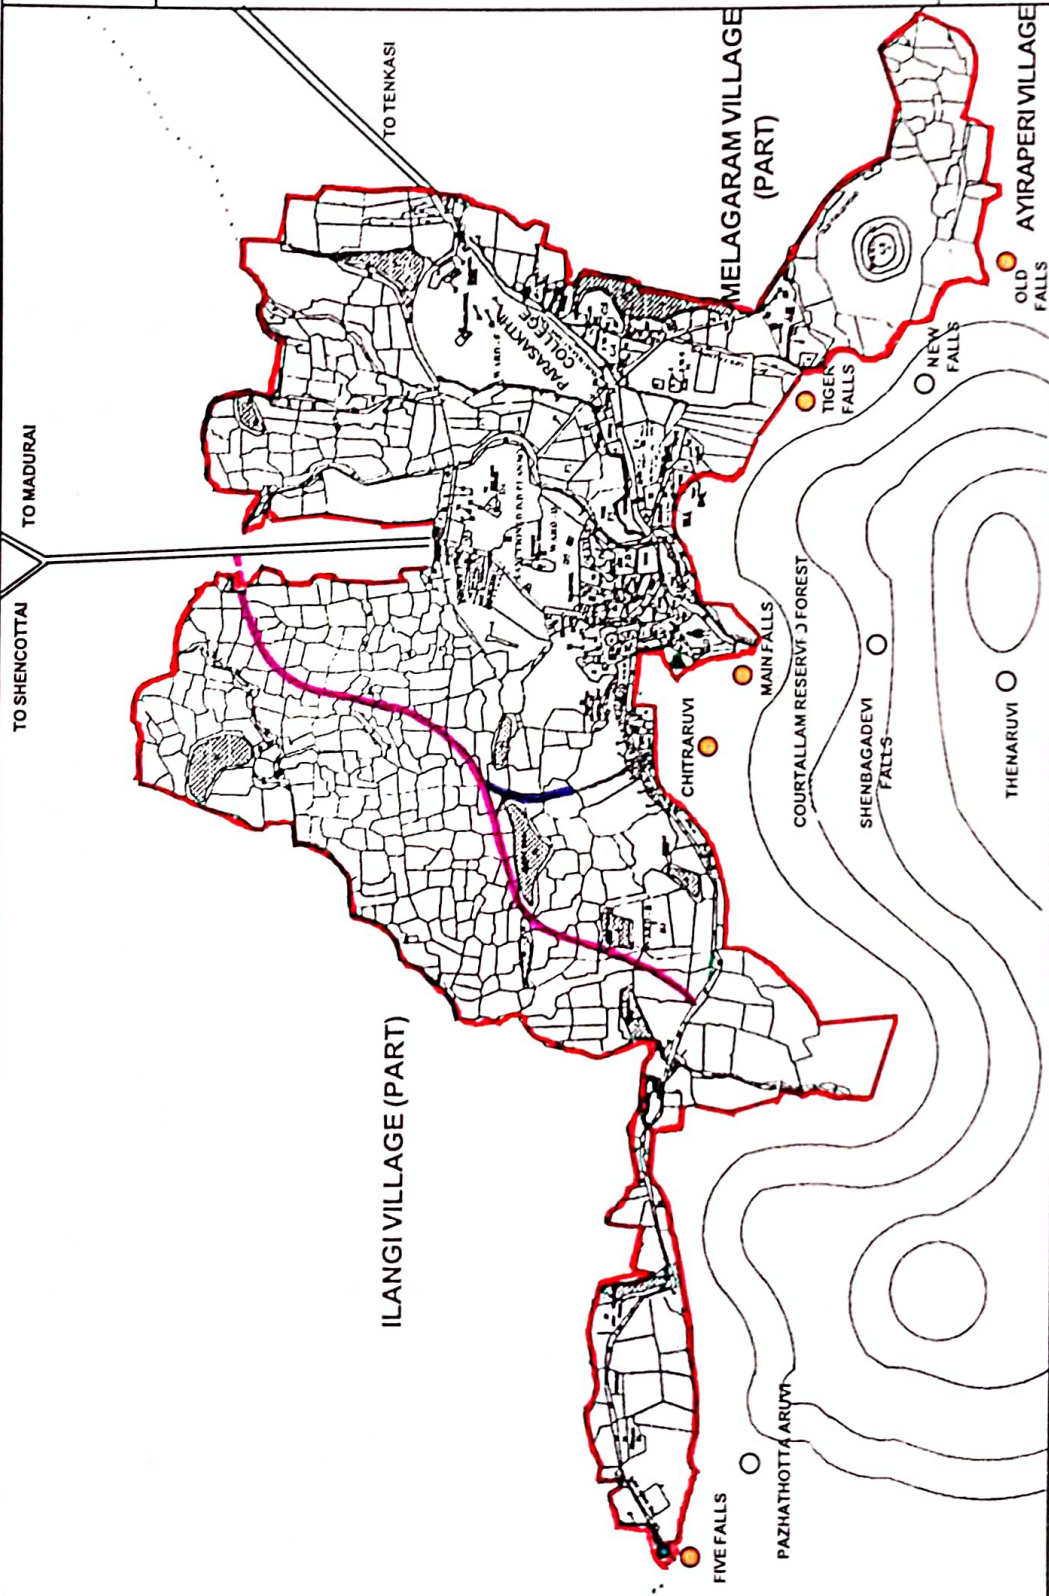 TO SHENCOTTAI
TO MADURAI
TO TENKASI
MELAGARAM VILLAGE
(PART)
AYIRAPERI VILLAGE
OLD
FALLS
NEW
FALLS
TIGER
FALLS
PARASAKTHI
COLLEGE
MAIN FALLS
CHITRARUVI
COURTALLAM RESERVED FOREST
SHENBAGADEVI
FALLS
THENARUVI
ILANGI VILLAGE (PART)
PAZHATHOTTA ARUVI
FIVE FALLS